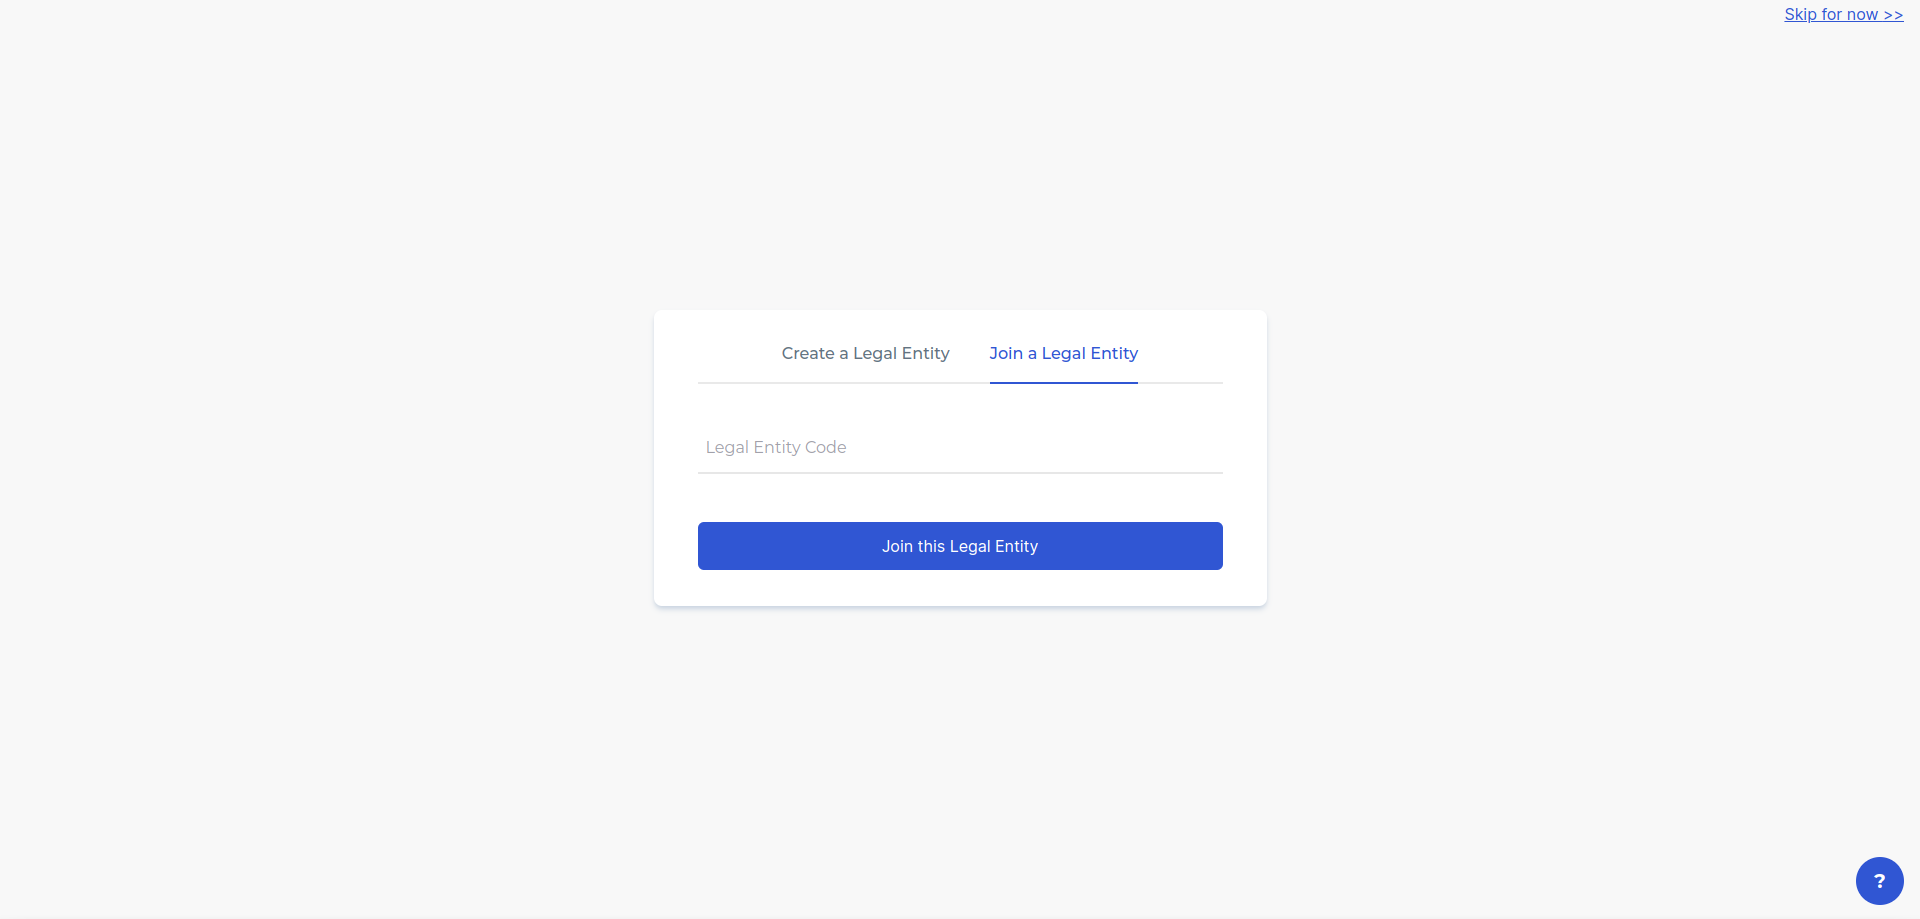 Skip for now >>
Create a Legal Entity
Join a Legal Entity
Legal Entity Code
Join this Legal Entity
?